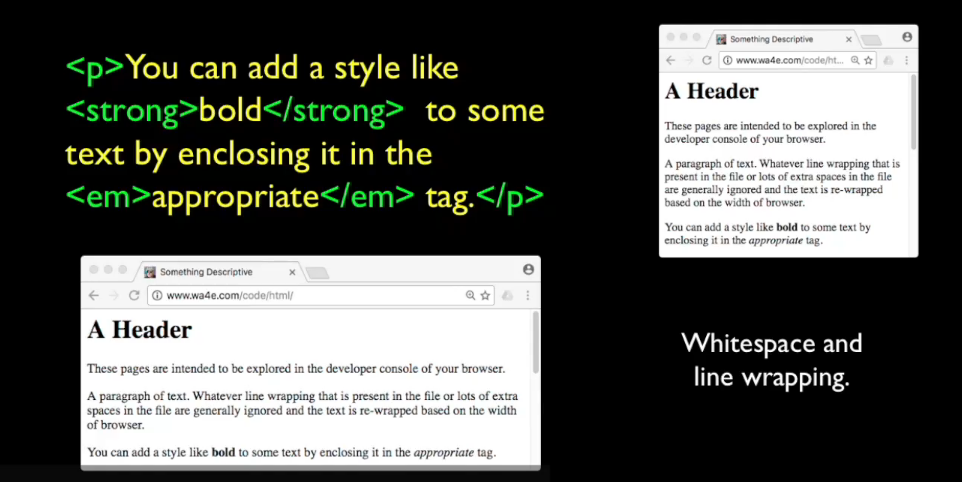 <p>You can add a style like
<strong>bold</strong> to some
text by enclosing it in the
<em>appropriate</em> tag.</p>
Something Descriptive
www.wa4e.com/code/ht...
A Header
These pages are intended to be explored in the
developer console of your browser.
A paragraph of text. Whatever line wrapping that is
present in the file or lots of extra spaces in the file
are generally ignored and the text is re-wrapped
based on the width of browser.
You can add a style like bold to some text by
enclosing it in the appropriate tag.
Something Descriptive
www.wa4e.com/code/html/
A Header
These pages are intended to be explored in the developer console of your browser.
A paragraph of text. Whatever line wrapping that is present in the file or lots of extra
spaces in the file are generally ignored and the text is re-wrapped based on the width
of browser.
You can add a style like bold to some text by enclosing it in the appropriate tag.
Whitespace and
line wrapping.